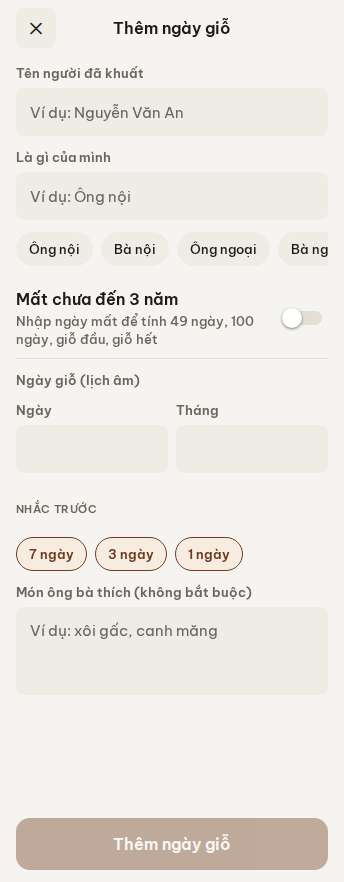 Thêm ngày giỗ
Tên người đã khuất
Ví dụ: Nguyễn Văn An
Là gì của mình
Ví dụ: Ông nội
Ông nội
Bà nội
Ông ngoại
Bà ng
Mất chưa đến 3 năm
Nhập ngày mất để tính 49 ngày, 100
ngày, giỗ đầu, giỗ hết
Ngày giỗ (lịch âm)
Ngày
Tháng
NHẮC TRƯỚC
7 ngày
3 ngày
1 ngày
Món ông bà thích (không bắt buộc)
Ví dụ: xôi gấc, canh măng
Thêm ngày giỗ